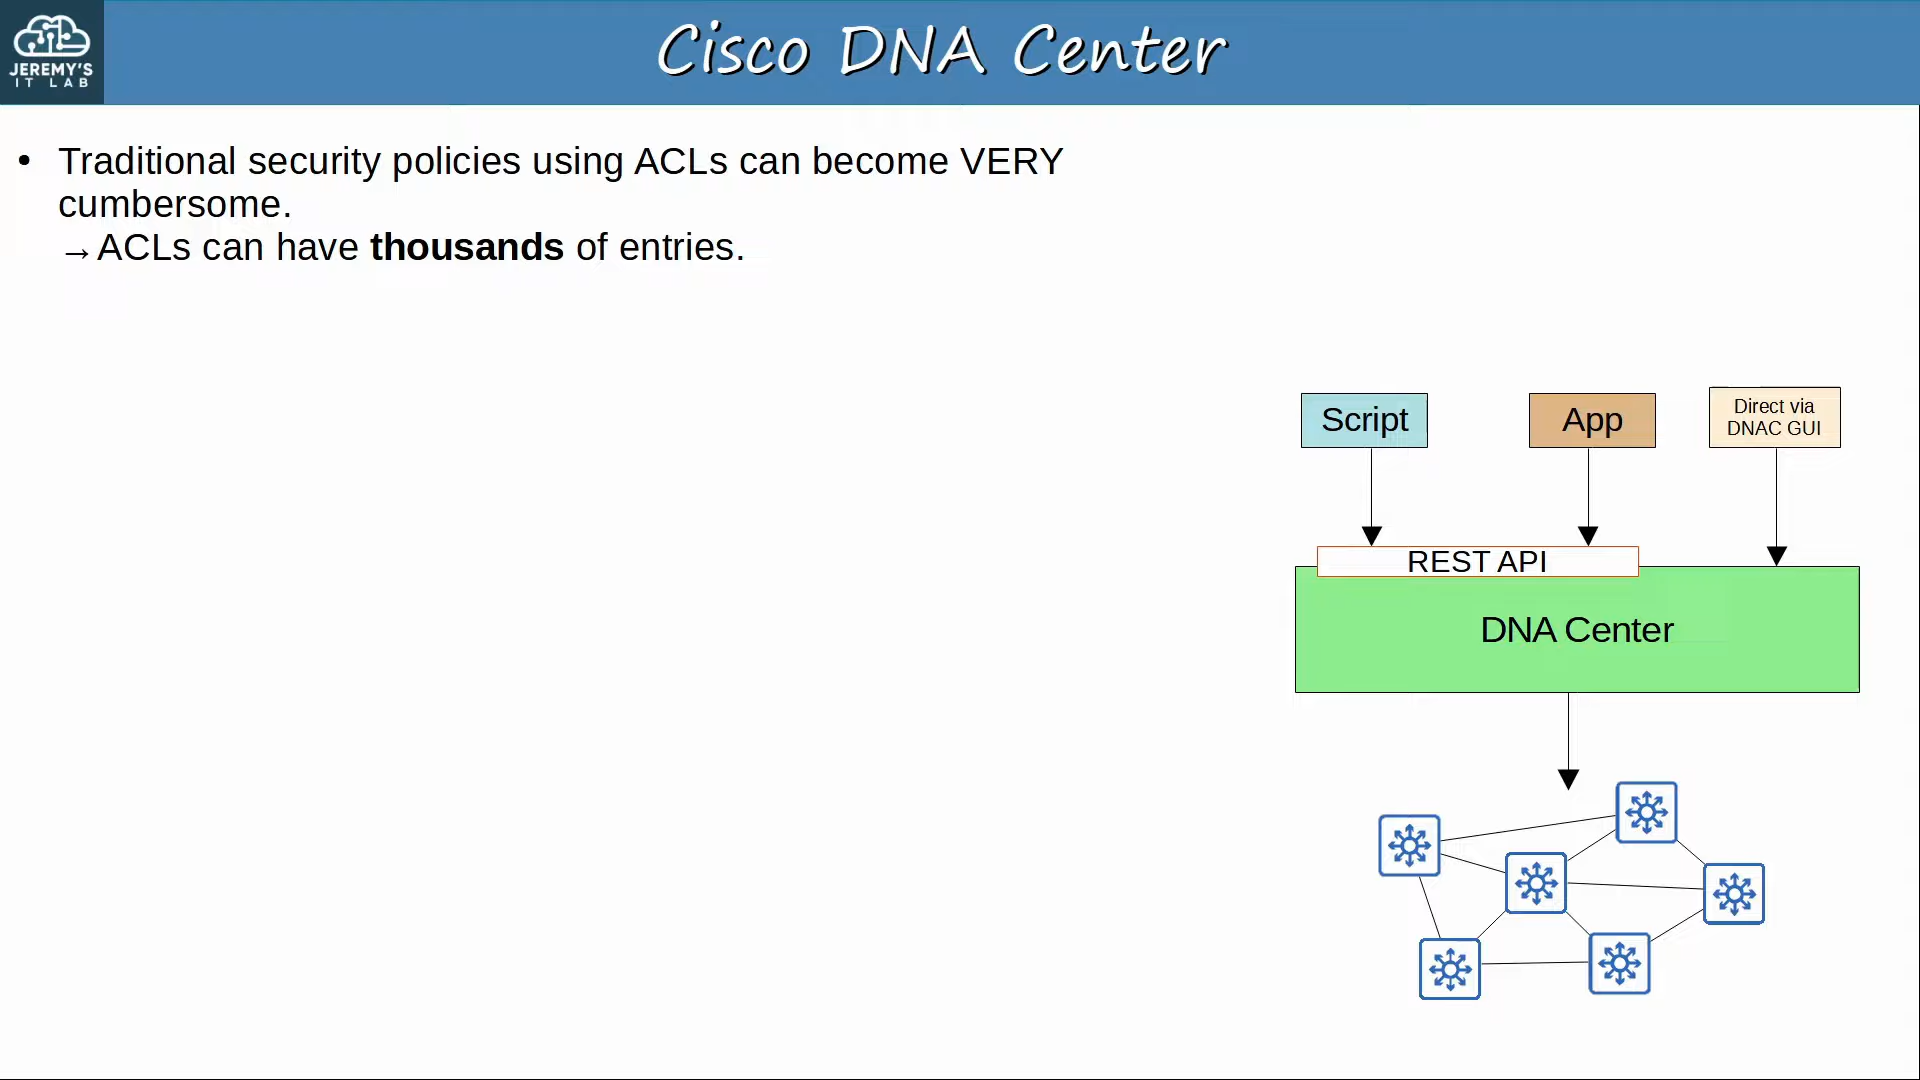 JEREMY'S
IT LAB
Cisco DNA Center
• Traditional security policies using ACLs can become VERY
cumbersome.
→ACLs can have thousands of entries.
Script
App
Direct via
DNAC GUI
REST API
DNA Center